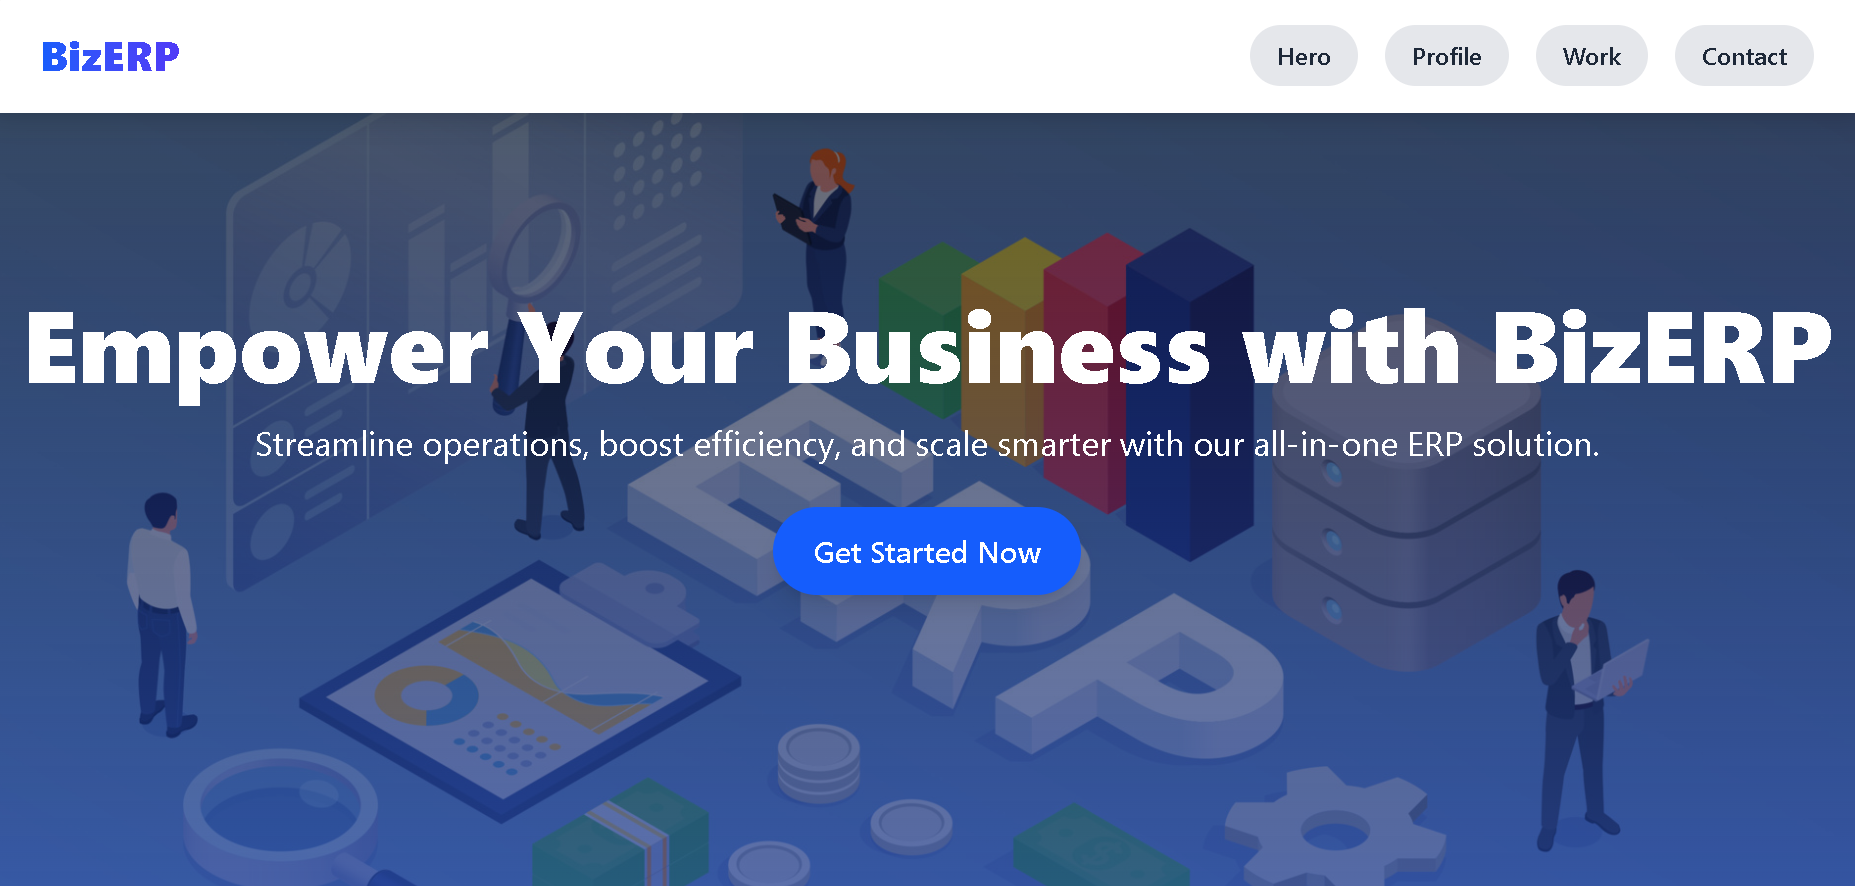 BizERP
Hero
Profile
Work
Contact
Empower Your Business with BizERP
Streamline operations, boost efficiency, and scale smarter with our all-in-one ERP solution.
Get Started Now
ERP